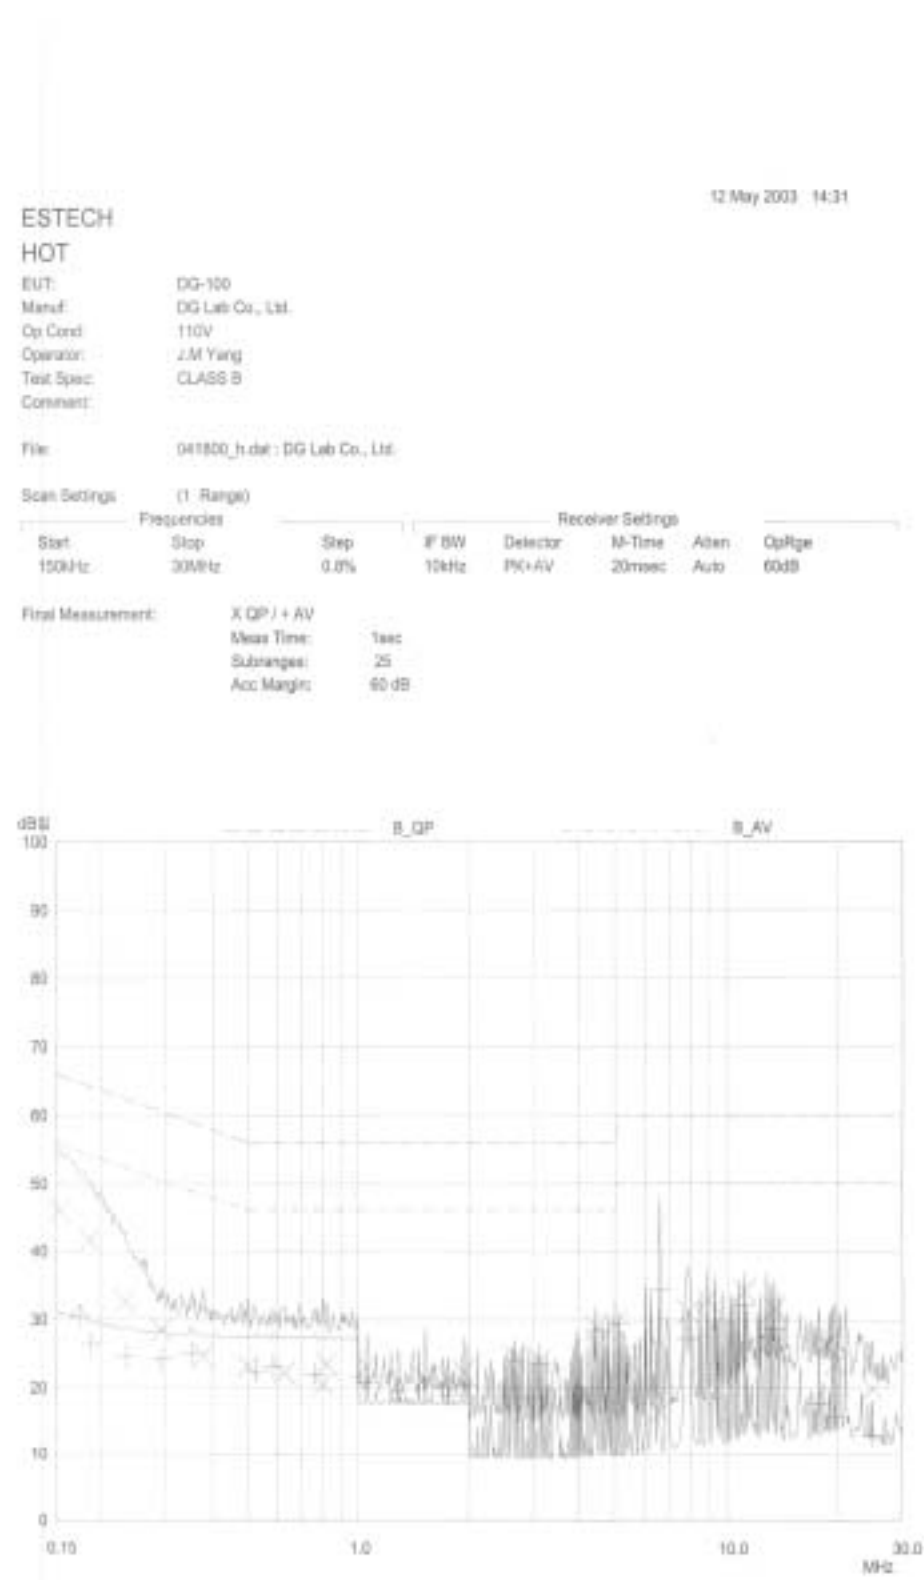 12 May 2003 14:31
ESTECH
HOT
EUT: DG-100
Manuf: DG Lab Co., Ltd.
Op Cond: 110V
Operator: J.M Yang
Test Spec: CLASS B
Comment:
File: 041800_h.dat : DG Lab Co., Ltd.
Scan Settings (1 Range)
Frequencies Receiver Settings
Start Stop Step IF BW Detector M-Time Atten OpRge
150kHz 30MHz 0.8% 10kHz PK+AV 20msec Auto 60dB
Final Measurement: X QP / + AV
Meas Time: 1sec
Subranges: 25
Acc Margin: 60 dB
B_QP B_AV
100
90
80
70
60
50
40
30
20
10
0
0.15 1.0 10.0 30.0
MHz